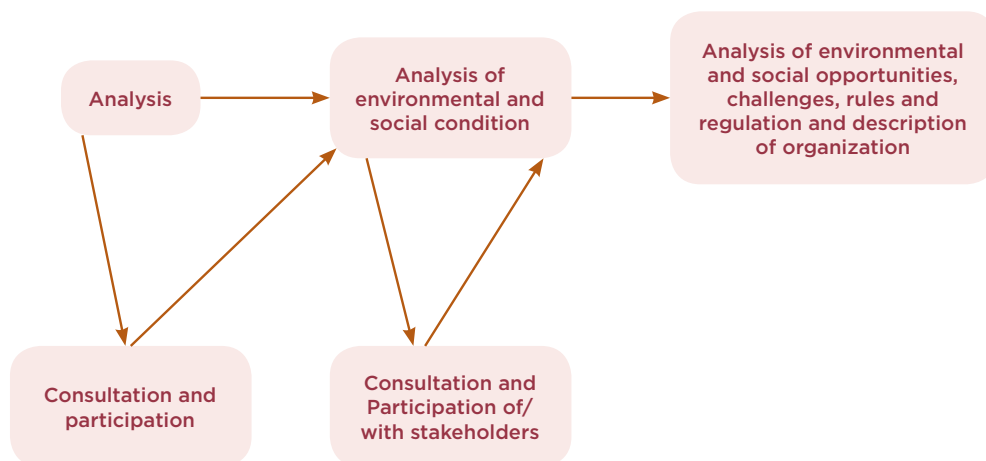 Analysis
Analysis of
environmental and
social condition
Analysis of environmental
and social opportunities,
challenges, rules and
regulation and description
of organization
Consultation and
participation
Consultation and
Participation of/
with stakeholders